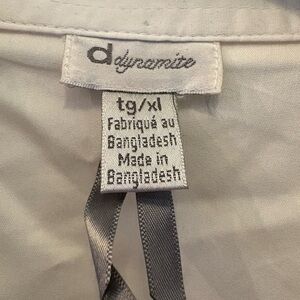 d dynamite
tg/xl
Fabriqué au
Bangladesh
Made in
Bangladesh